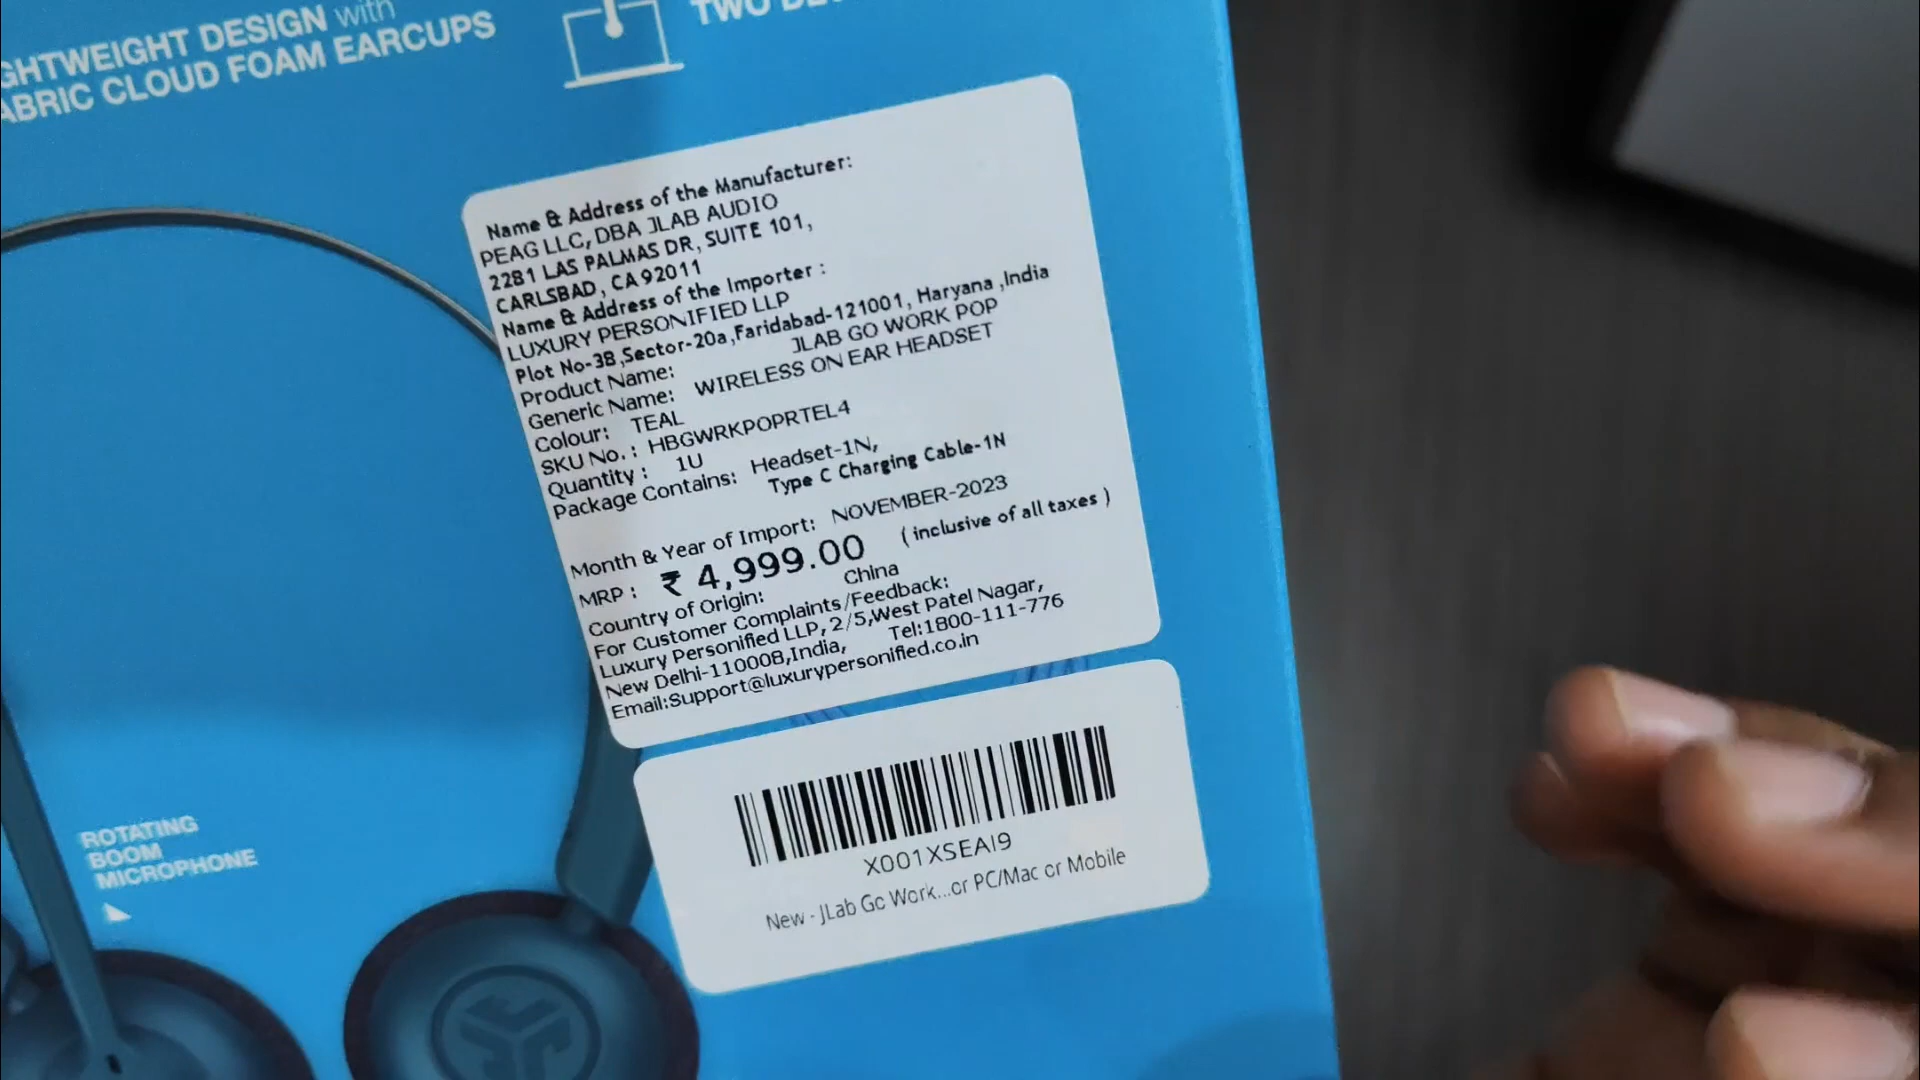 GHTWEIGHT DESIGN with
ABRIC CLOUD FOAM EARCUPS
TWO
Name & Address of the Manufacturer:
PEAG LLC, DBA JLAB AUDIO
2281 LAS PALMAS DR, SUITE 101,
CARLSBAD, CA 92011
Name & Address of the Importer :
LUXURY PERSONIFIED LLP
Plot No-3B,Sector-20a,Faridabad-121001, Haryana ,India
Product Name: JLAB GO WORK POP
Generic Name: WIRELESS ON EAR HEADSET
Colour: TEAL
SKU No. : HBGWRKPOPRTEL4
Quantity : 1U
Package Contains: Headset-1N,
Type C Charging Cable-1N
Month & Year of Import: NOVEMBER-2023
MRP : ₹ 4,999.00 ( inclusive of all taxes )
Country of Origin: China
For Customer Complaints/Feedback:
Luxury Personified LLP, 2/5,West Patel Nagar,
New Delhi-110008,India, Tel:1800-111-776
Email:Support@luxurypersonified.co.in
X001XSEAI9
New - JLab Go Work...or PC/Mac or Mobile
ROTATING
BOOM
MICROPHONE